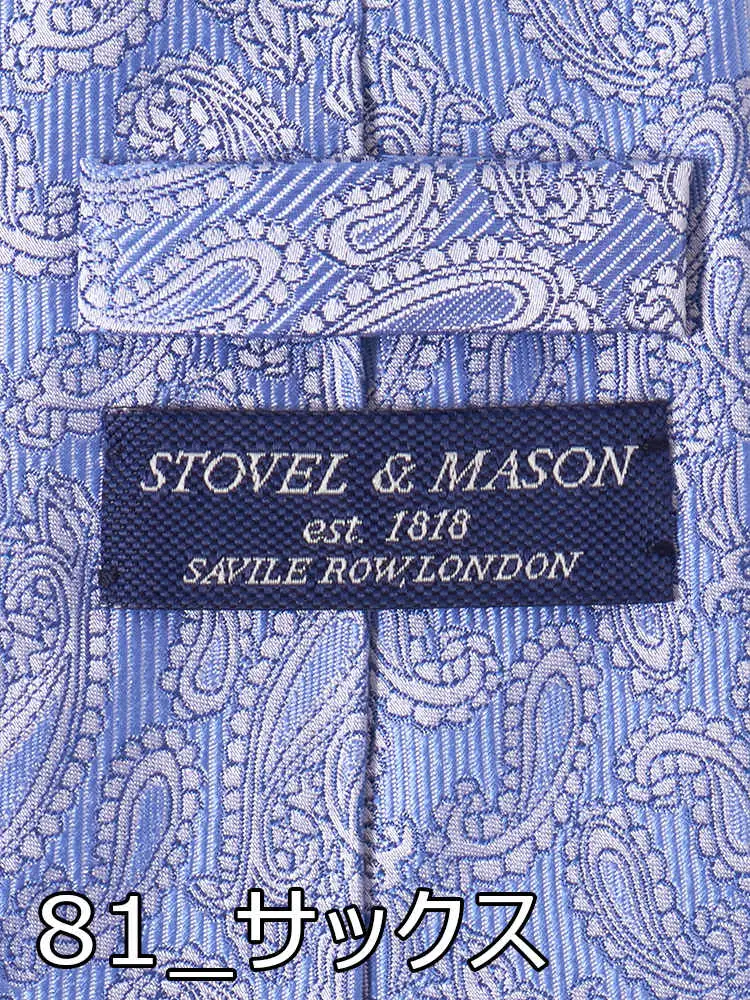 STOVEL & MASON
est. 1818
SAVILE ROW, LONDON
81_サックス